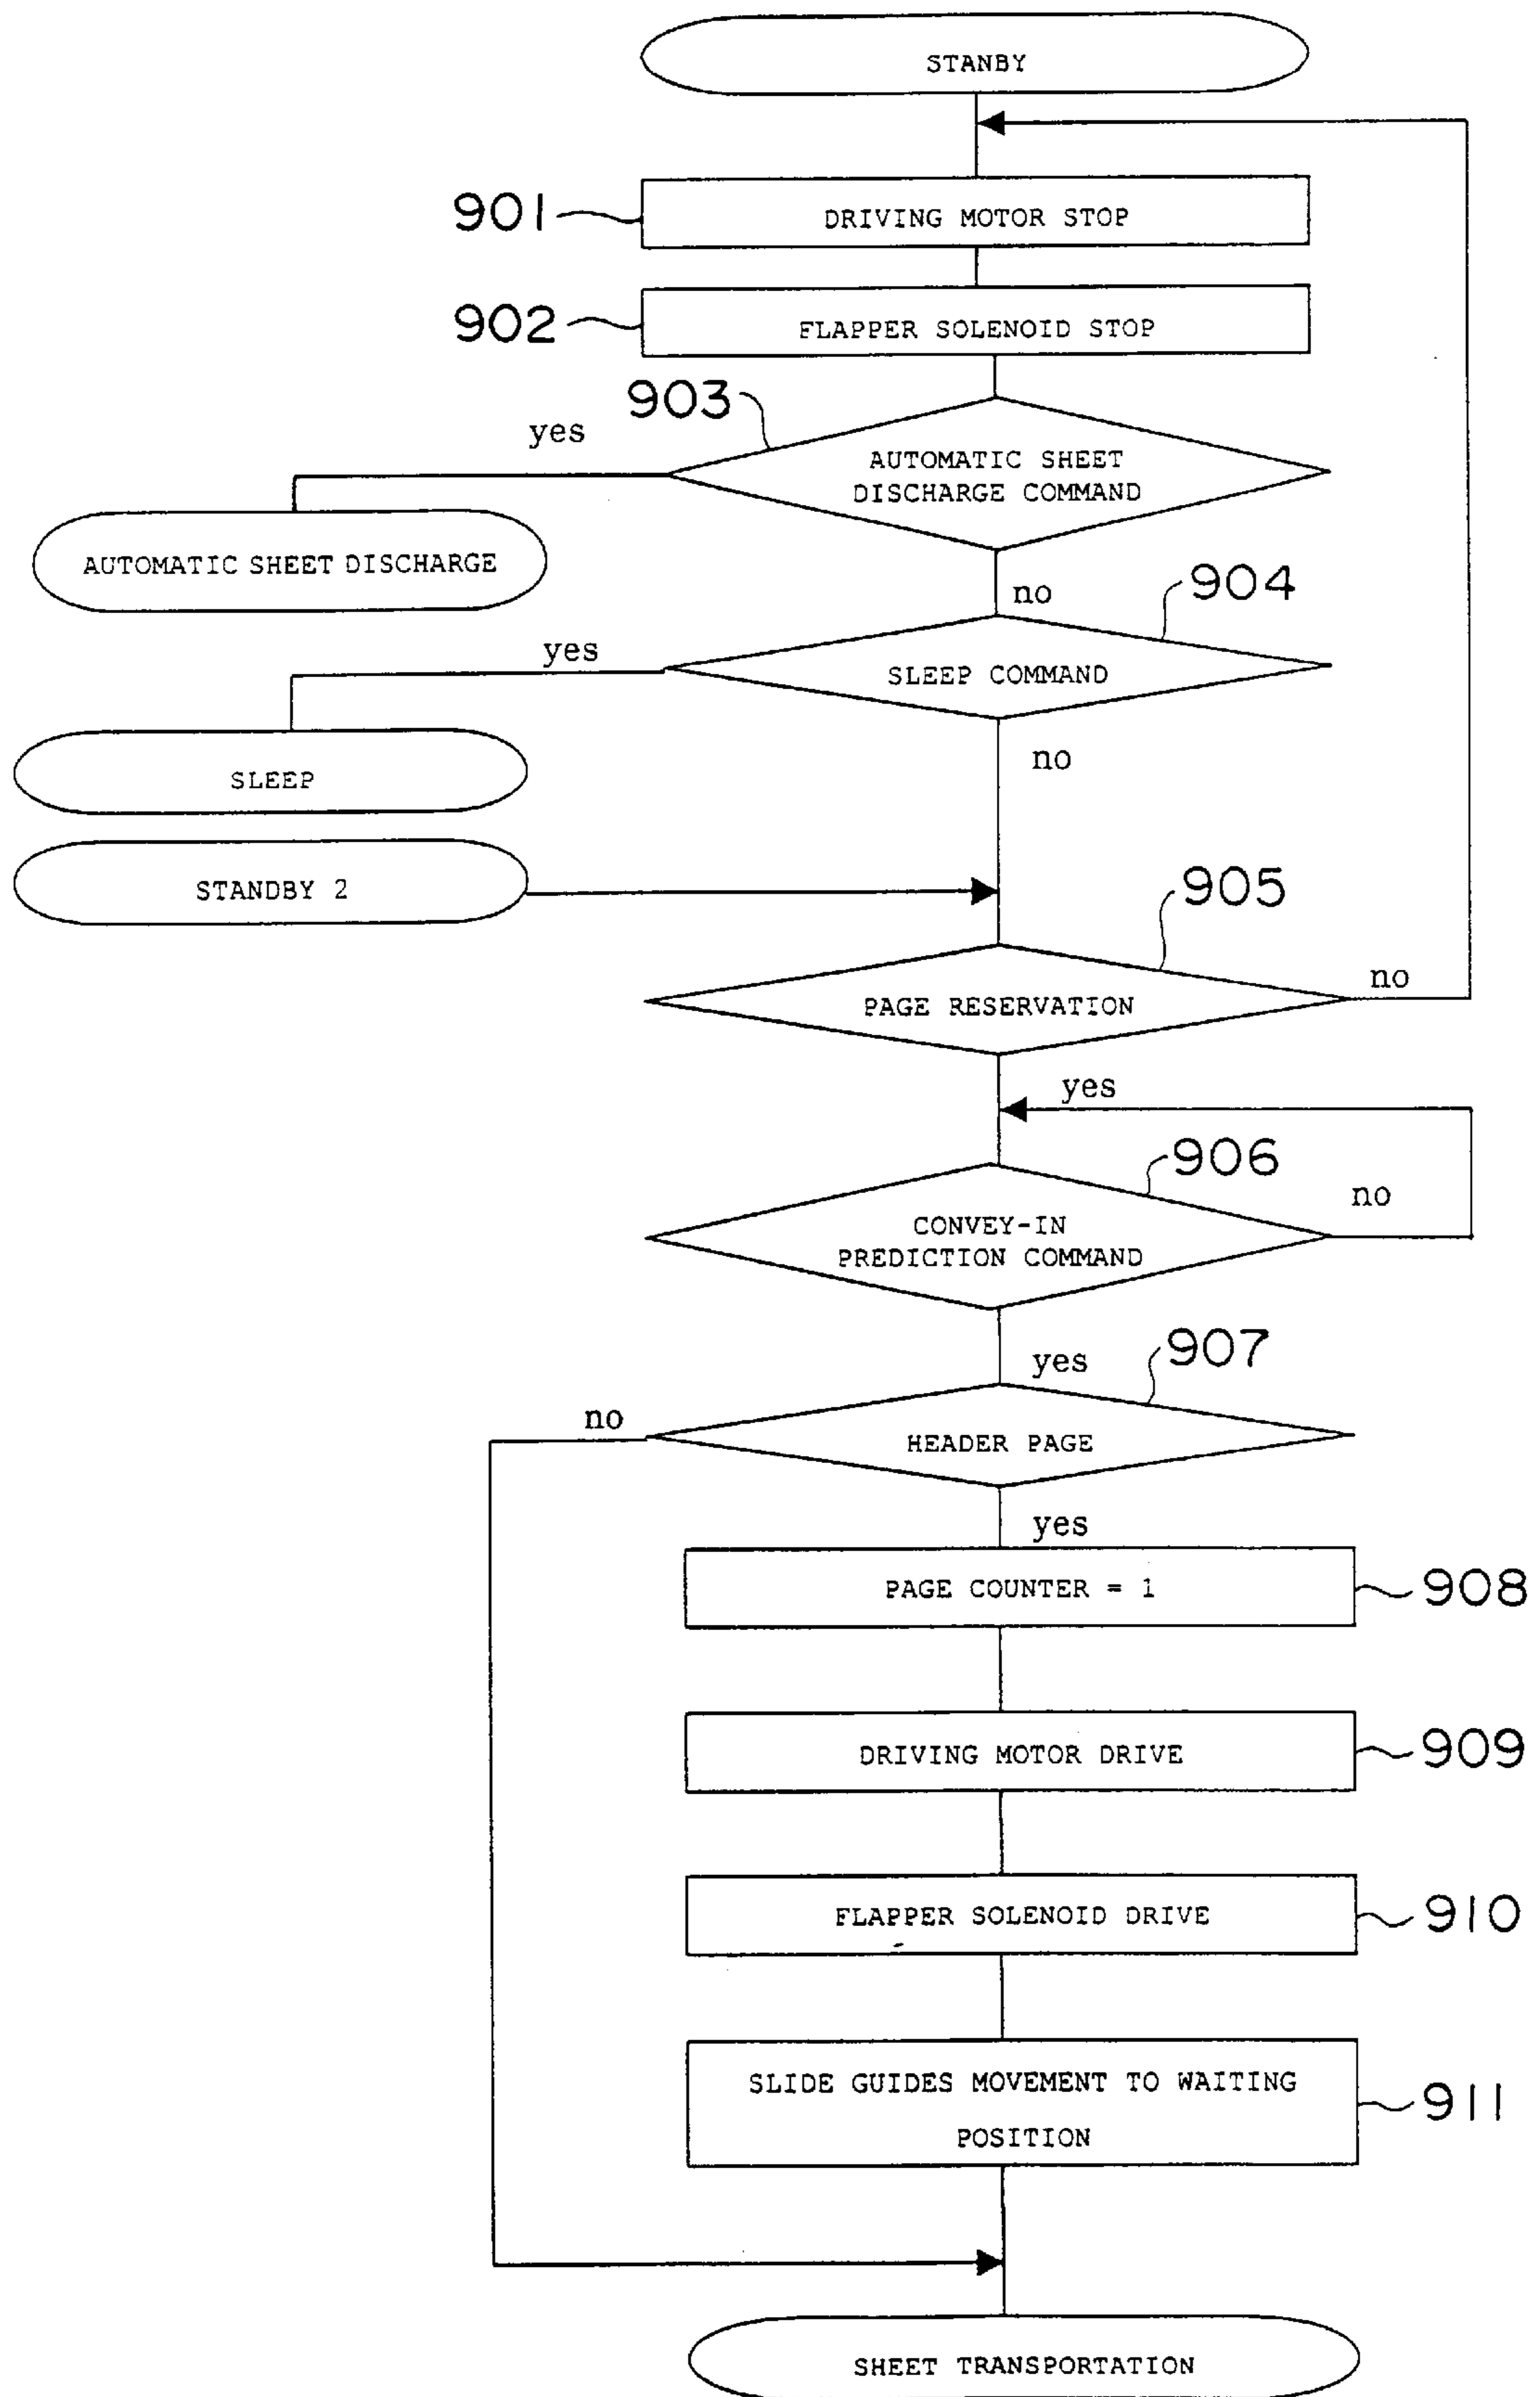 STANBY
901
DRIVING MOTOR STOP
902
FLAPPER SOLENOID STOP
903
yes
AUTOMATIC SHEET
DISCHARGE COMMAND
AUTOMATIC SHEET DISCHARGE
no
904
yes
SLEEP COMMAND
no
SLEEP
STANDBY 2
905
PAGE RESERVATION
no
yes
906
no
CONVEY-IN
PREDICTION COMMAND
yes
907
no
HEADER PAGE
yes
PAGE COUNTER = 1
908
DRIVING MOTOR DRIVE
909
FLAPPER SOLENOID DRIVE
910
SLIDE GUIDES MOVEMENT TO WAITING
POSITION
911
SHEET TRANSPORTATION